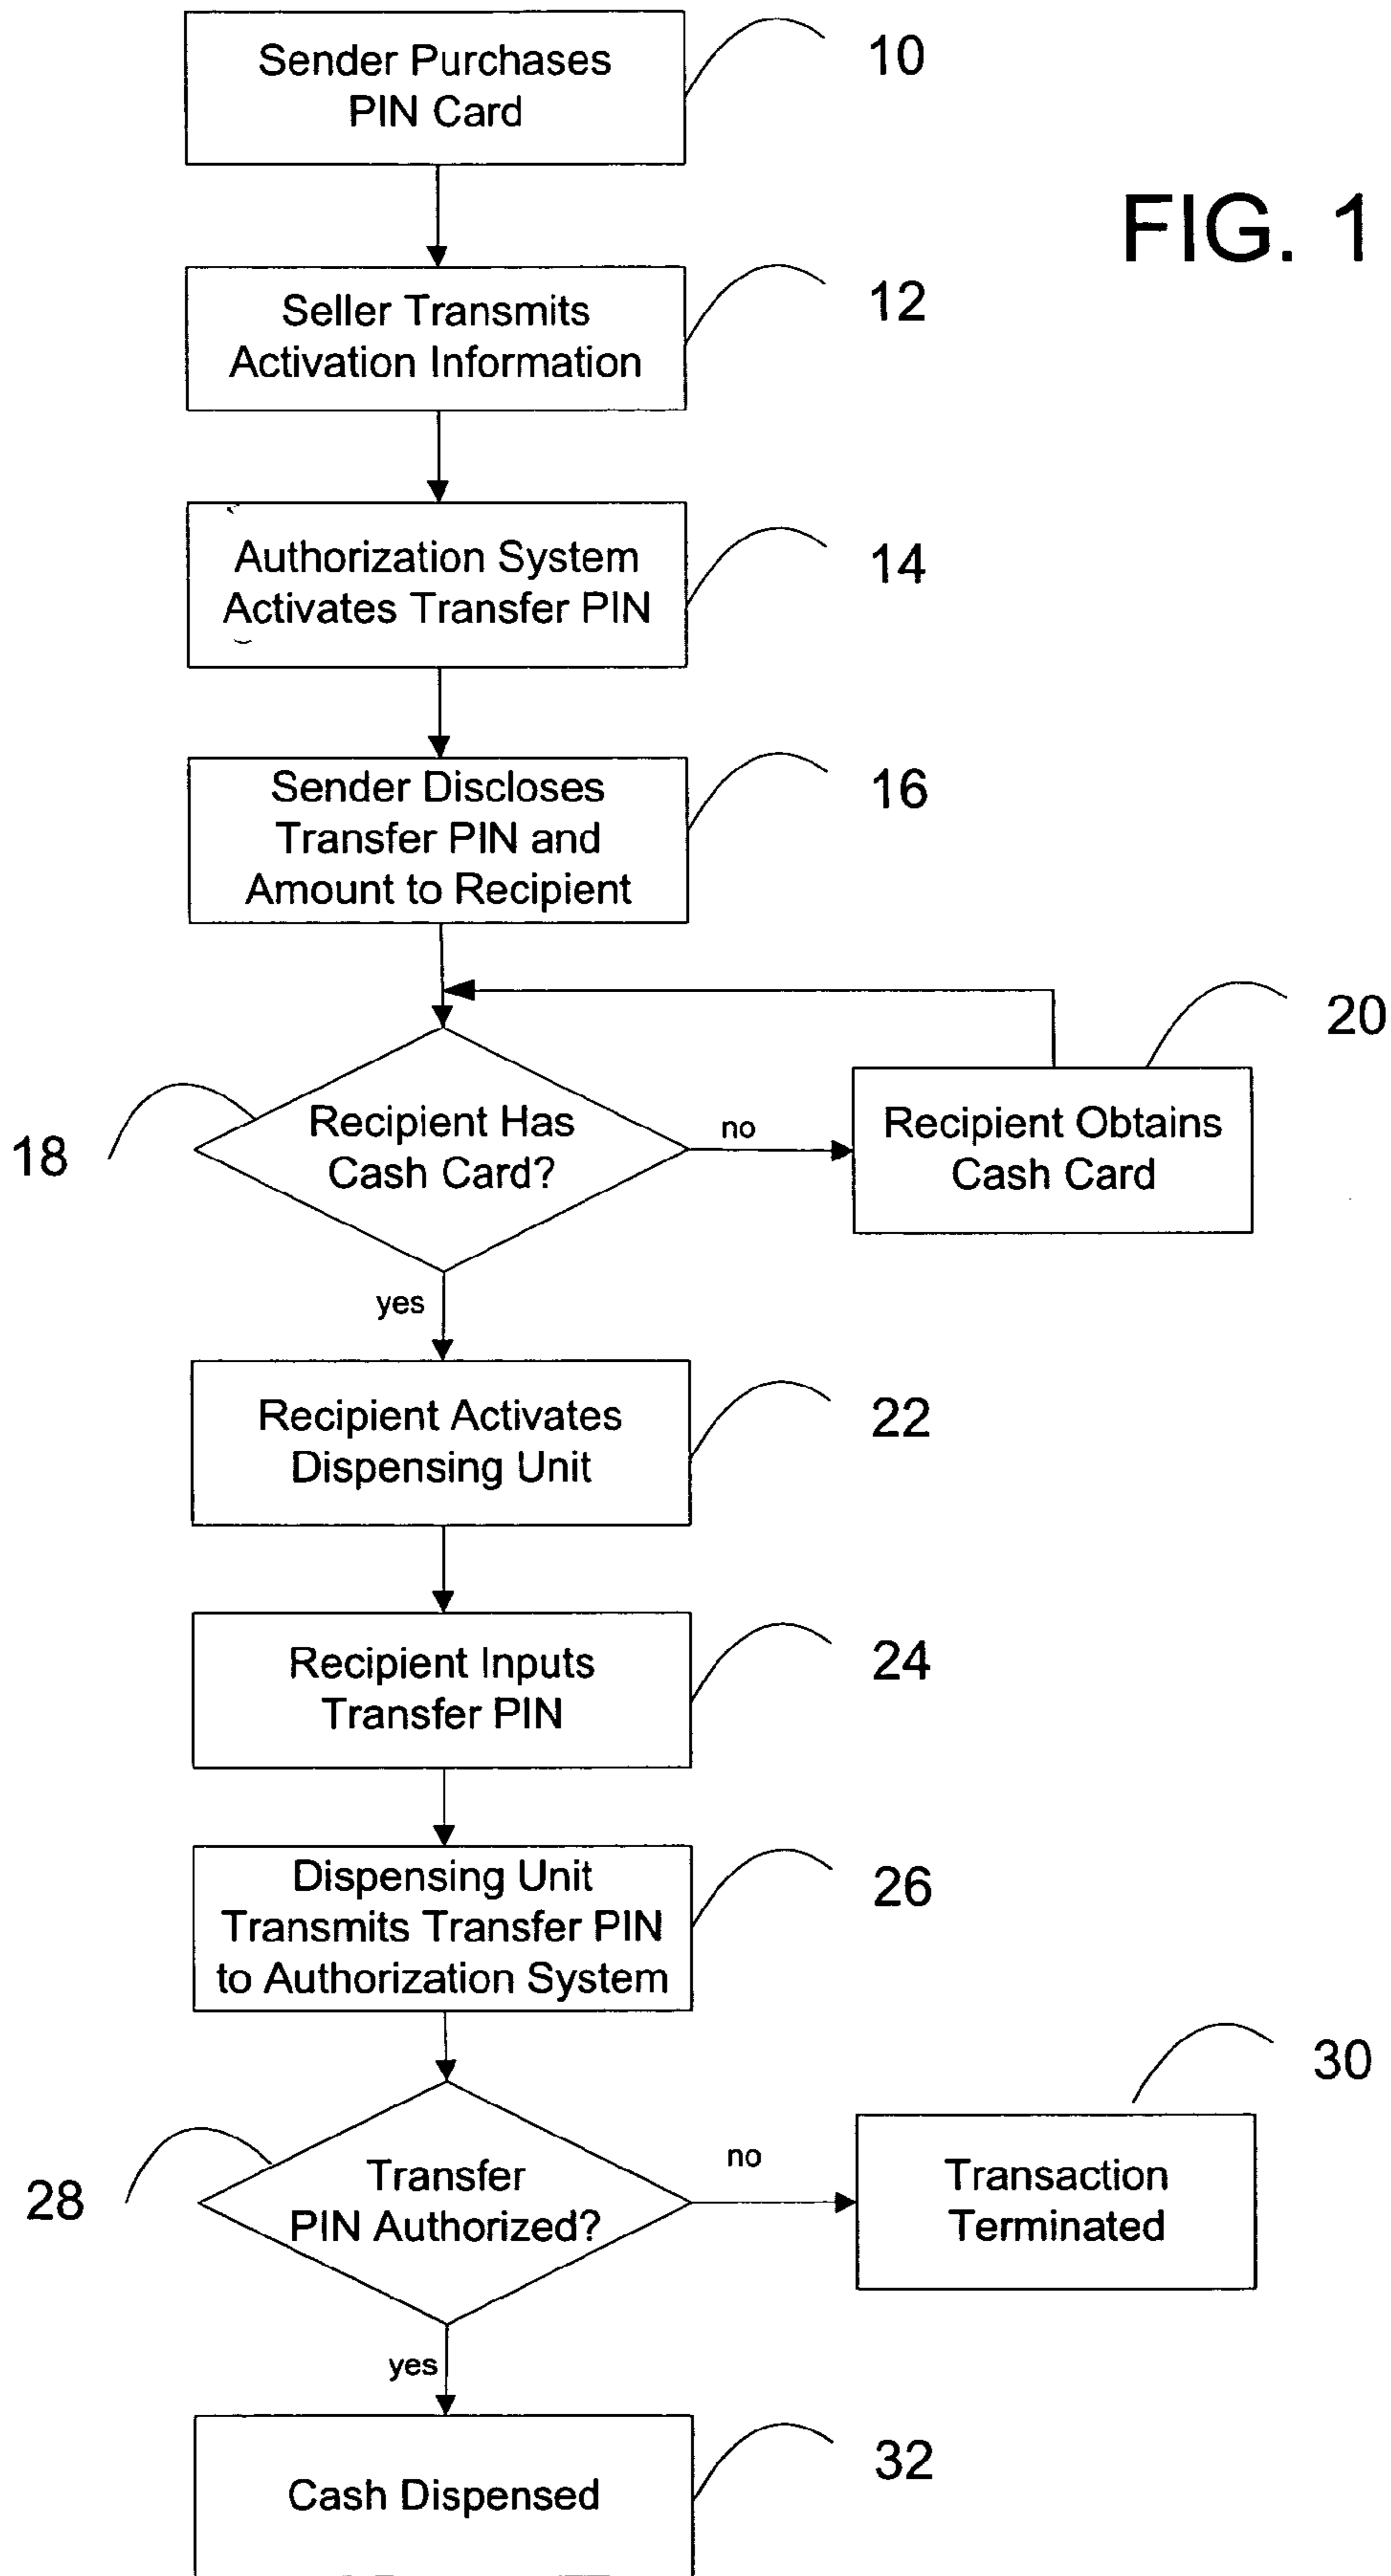 Sender Purchases
PIN Card
10
FIG. 1
Seller Transmits
Activation Information
12
Authorization System
Activates Transfer PIN
14
Sender Discloses
Transfer PIN and
Amount to Recipient
16
20
18
Recipient Has
Cash Card?
no
Recipient Obtains
Cash Card
yes
Recipient Activates
Dispensing Unit
22
Recipient Inputs
Transfer PIN
24
Dispensing Unit
Transmits Transfer PIN
to Authorization System
26
30
28
Transfer
PIN Authorized?
no
Transaction
Terminated
yes
Cash Dispensed
32